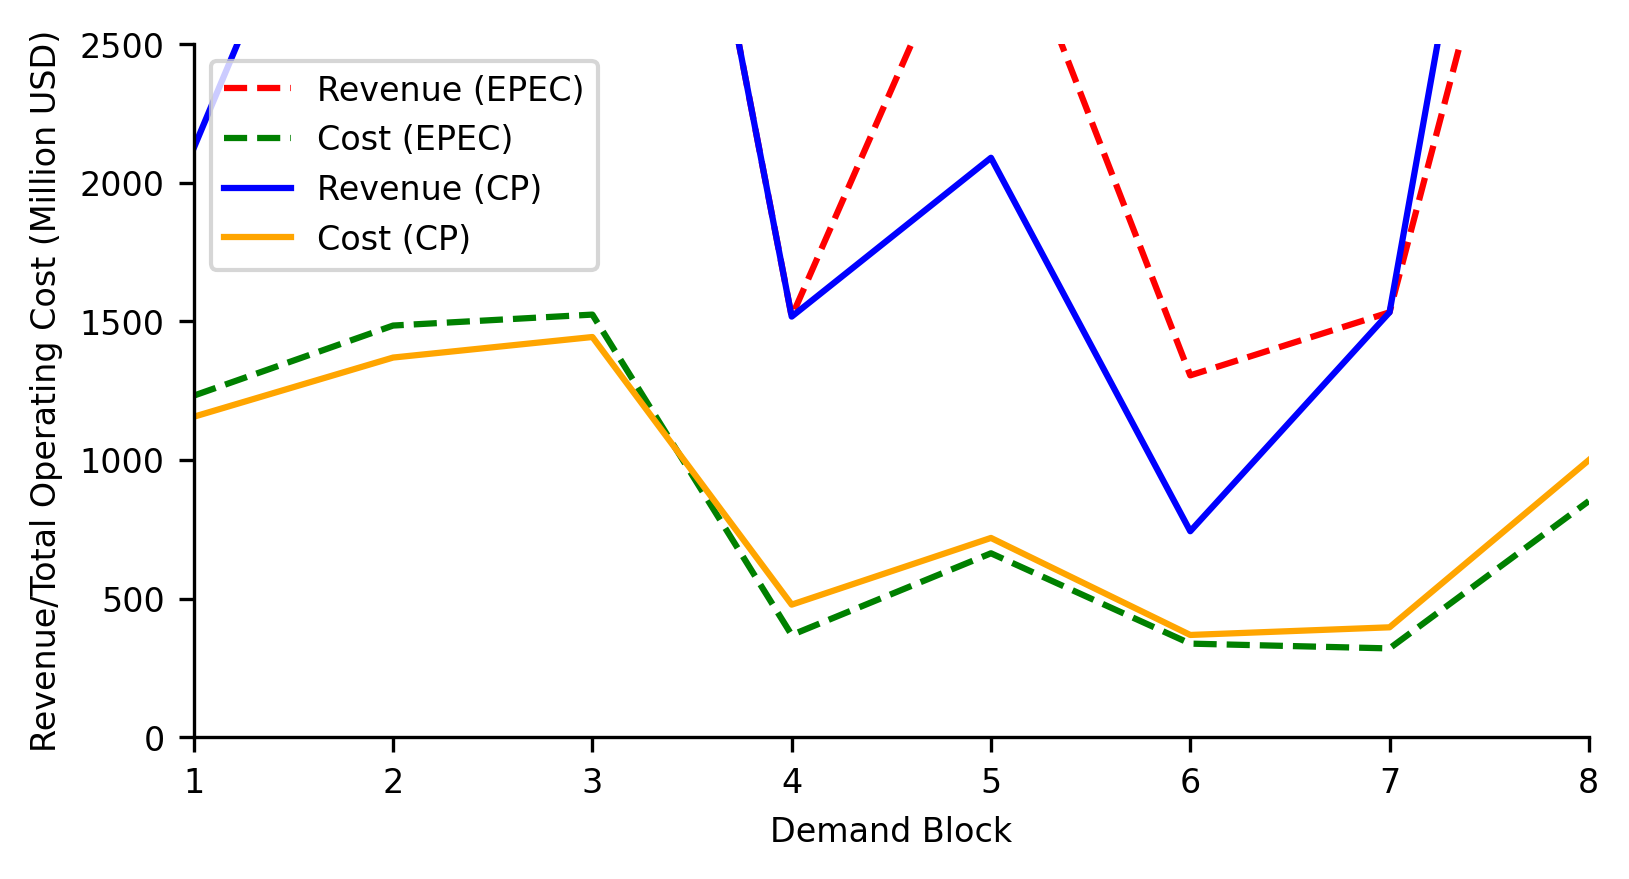 Revenue/Total Operating Cost (Million USD)
2500
2000
1500
1000
500
0
Revenue (EPEC)
Cost (EPEC)
Revenue (CP)
Cost (CP)
1 2 3 4 5 6 7 8
Demand Block